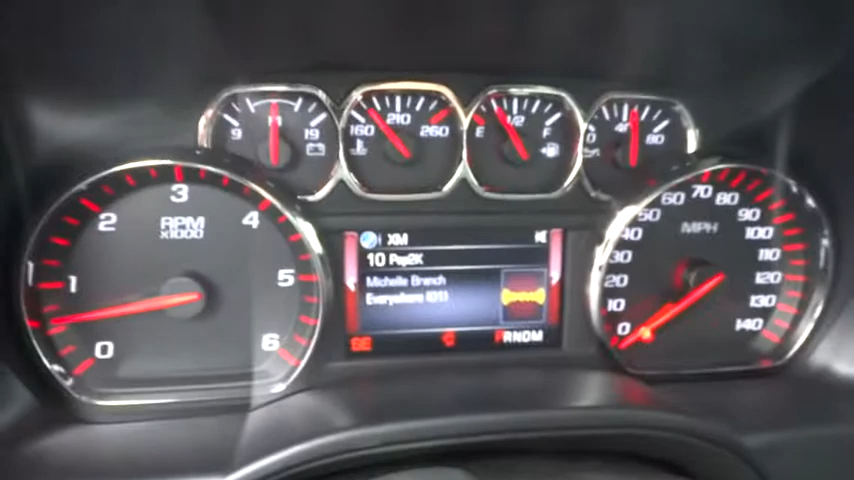 9 19
160 210 260
E 1/2 F
0 40 80
0 1 2 3 4 5 6
RPM
X1000
XM
10 Pop2K
Michelle Branch
Everywhere (01)
RNDM
MPH
0 10 20 30 40 50 60 70 80 90 100 110 120 130 140